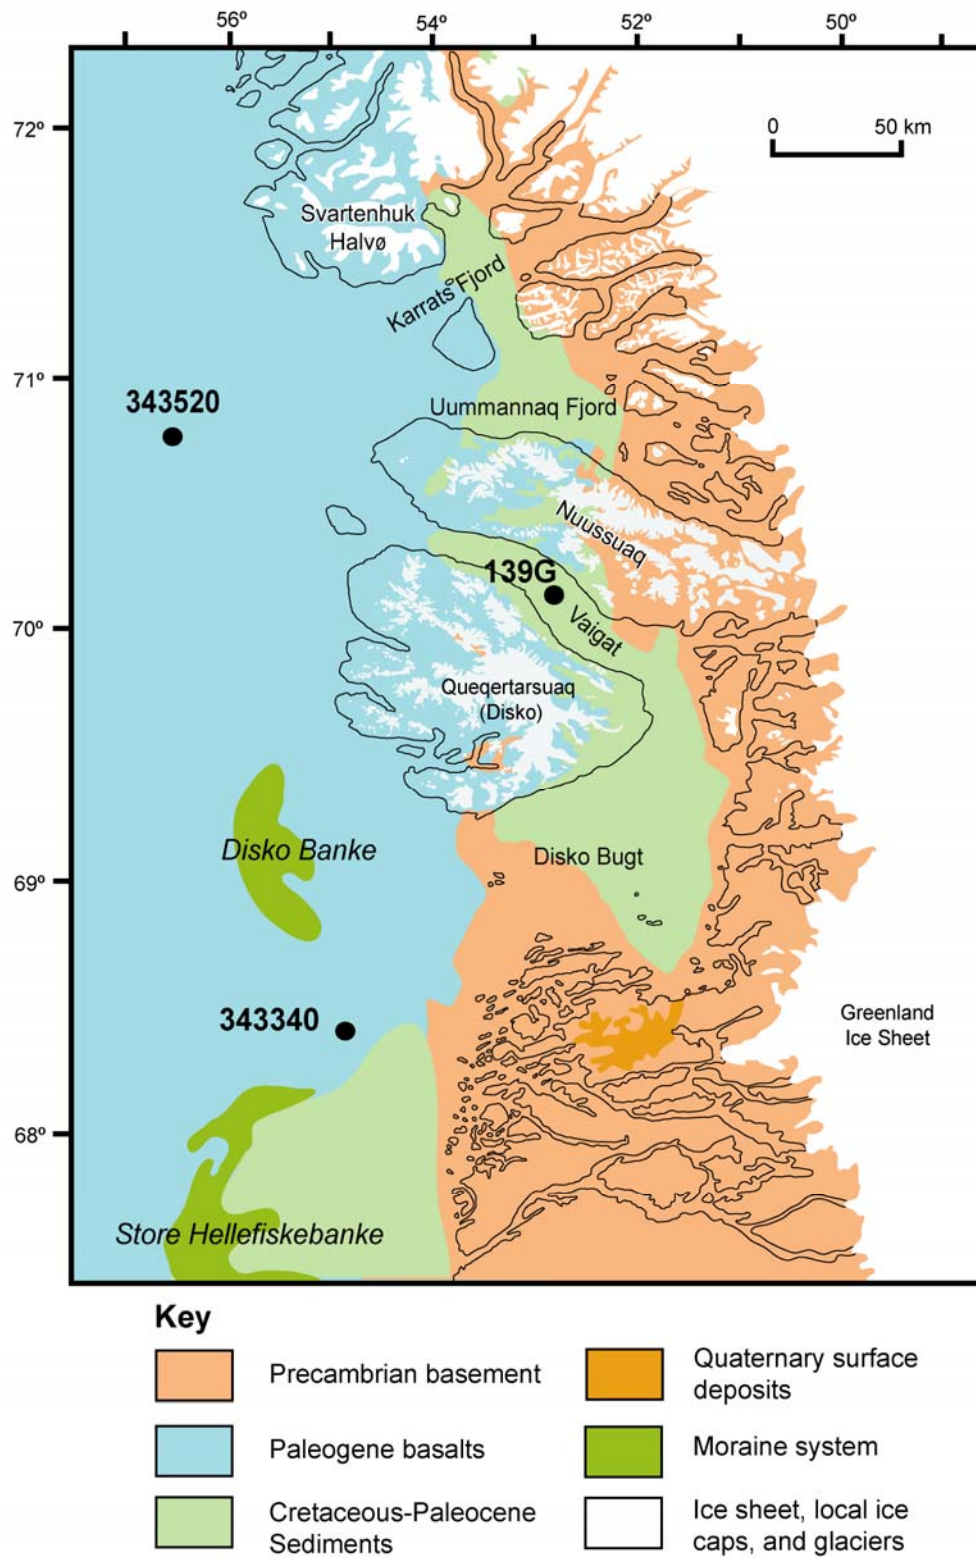 56º 54º 52º 50º
72º
0 50 km
Svartenhuk
Halvø
Karrats Fjord
71º
343520
Uummannaq Fjord
Nuussuaq
139G
Vaigat
70º
Queqertarsuaq
(Disko)
Disko Banke
Disko Bugt
69º
343340
Greenland
Ice Sheet
68º
Store Hellefiskebanke
Key
Precambrian basement
Paleogene basalts
Cretaceous-Paleocene
Sediments
Quaternary surface
deposits
Moraine system
Ice sheet, local ice
caps, and glaciers